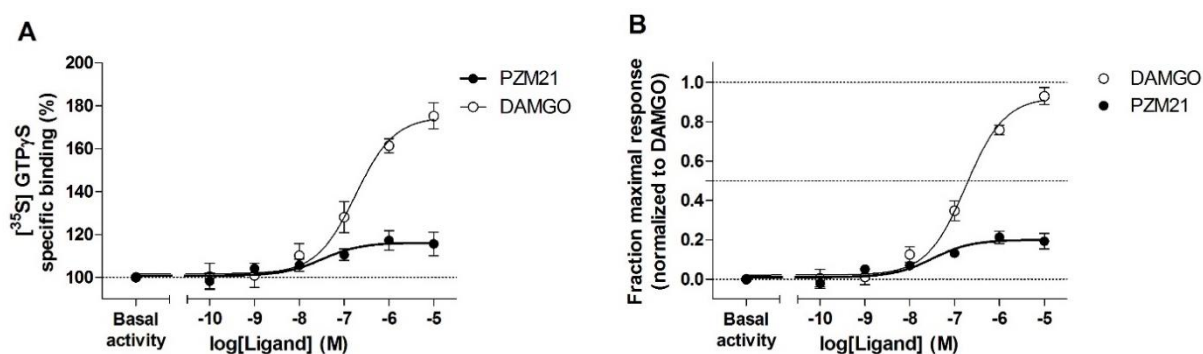 A
[³⁵S] GTPγS
specific binding (%)
200
180
160
140
120
100
PZM21
DAMGO
Basal
activity
-10 -9 -8 -7 -6 -5
log[Ligand] (M)
B
Fraction maximal response
(normalized to DAMGO)
1.0
0.8
0.6
0.4
0.2
0.0
DAMGO
PZM21
Basal
activity
-10 -9 -8 -7 -6 -5
log[Ligand] (M)